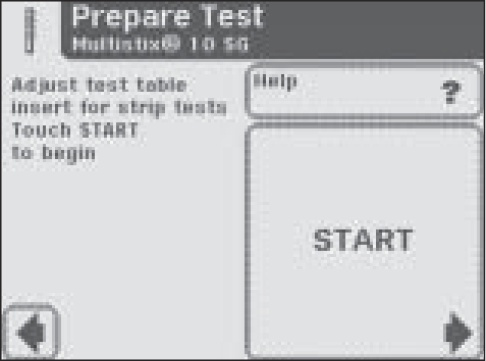 Prepare Test
Multistix® 10 SG
Adjust test table
insert for strip tests
Touch START
to begin
Help
?
START